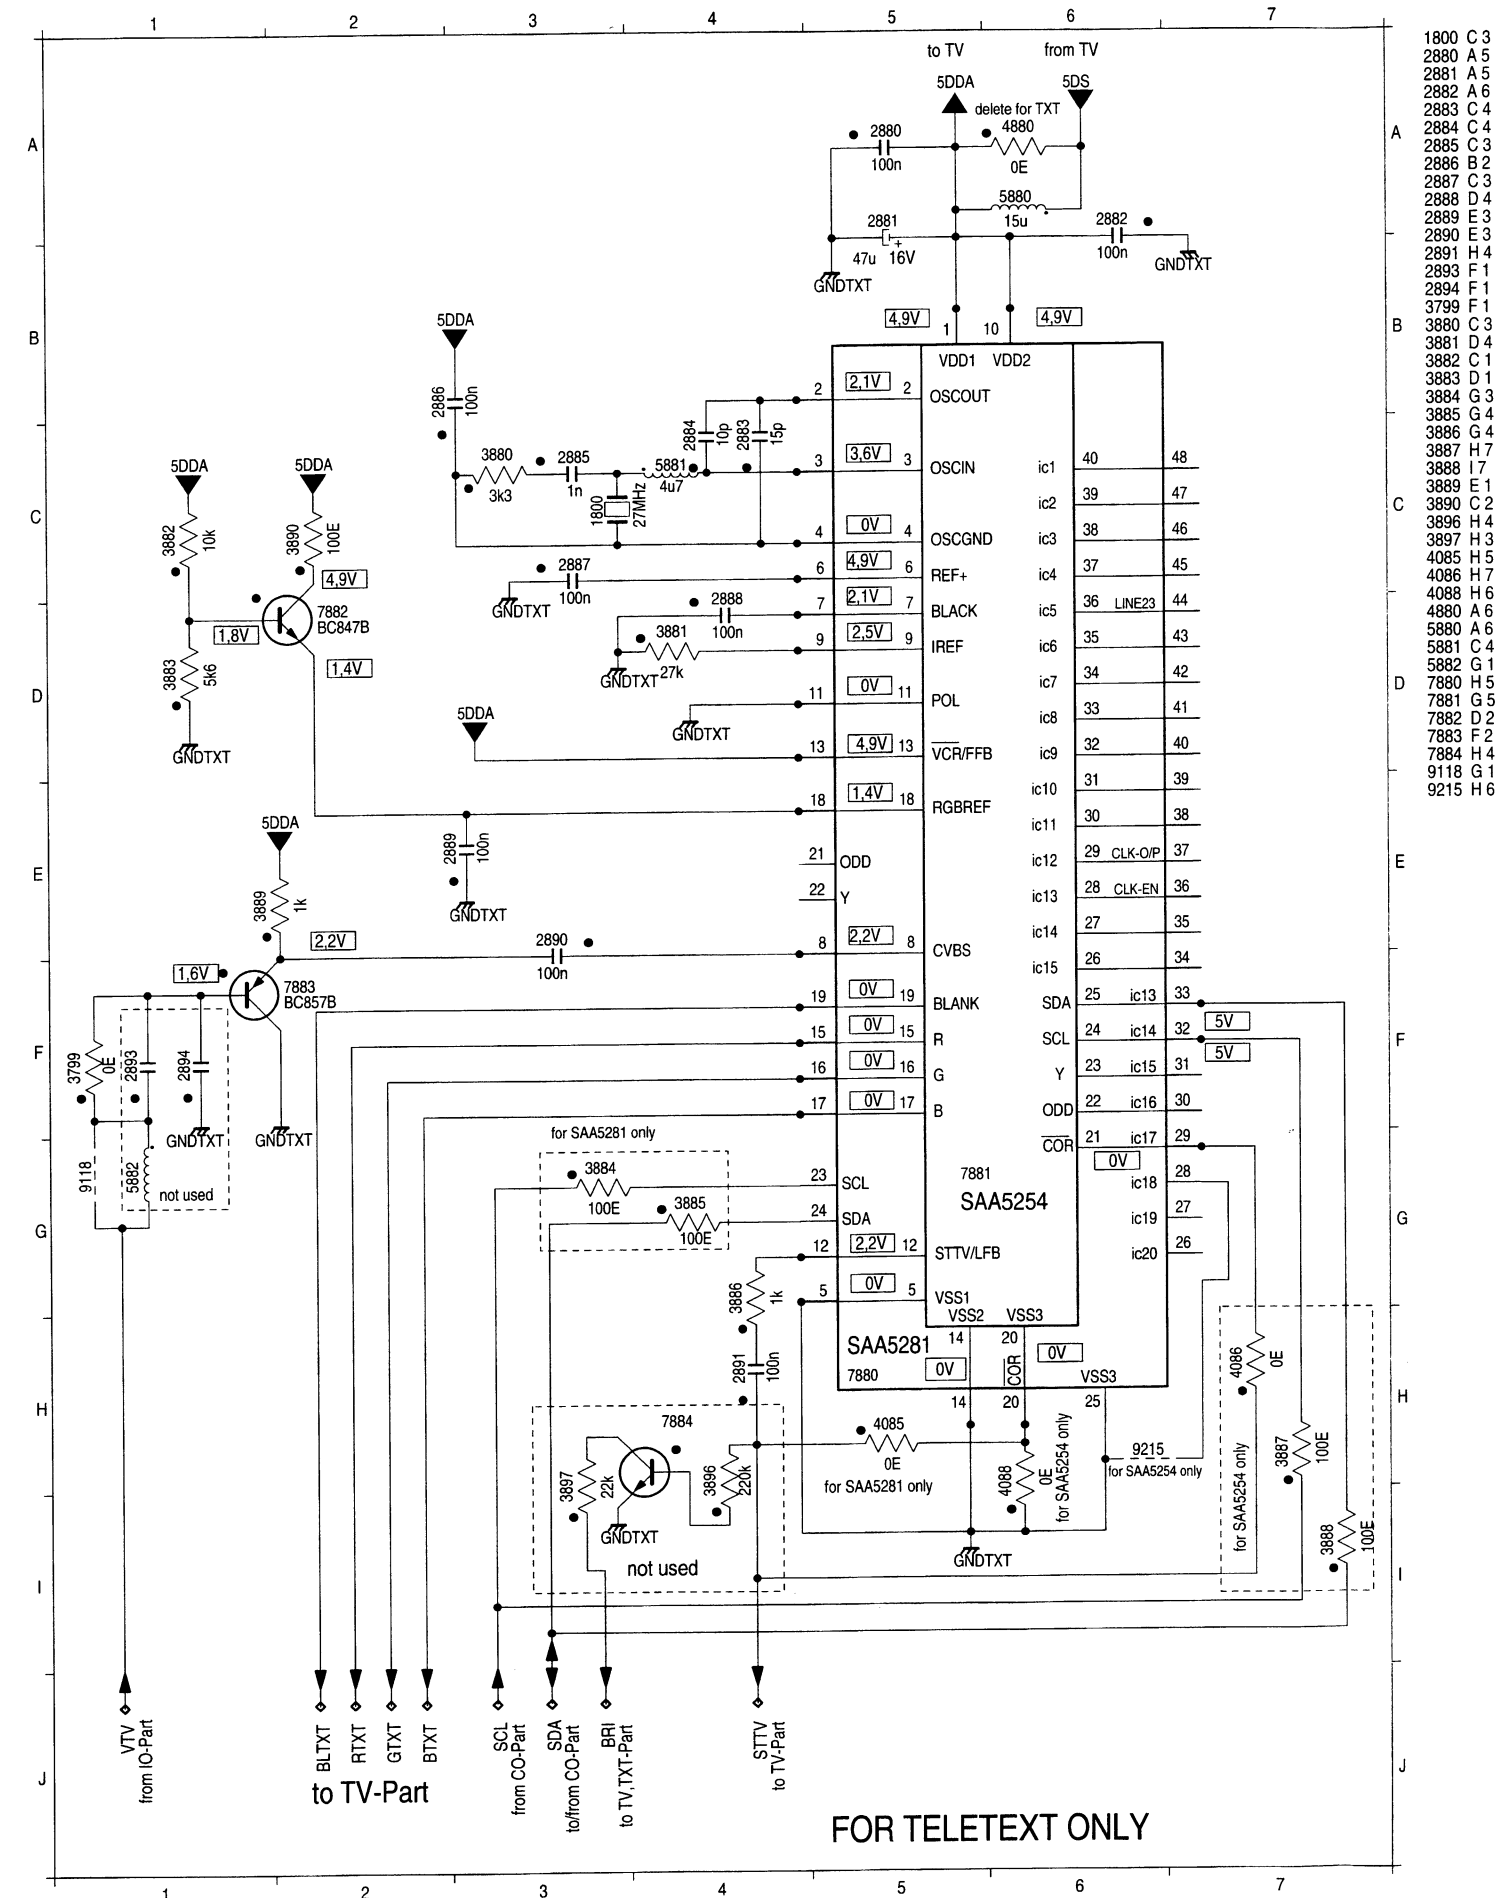 1 2 3 4 5 6 7
1800 C 3
2880 A 5
2881 A 5
2882 A 6
2883 C 4
2884 C 4
2885 C 3
2886 B 2
2887 C 3
2888 D 4
2889 E 3
2890 E 3
2891 H 4
2893 F 1
2894 F 1
3799 F 1
3880 C 3
3881 D 4
3882 C 1
3883 D 1
3884 G 3
3885 G 4
3886 G 4
3887 H 7
3888 I 7
3889 E 1
3890 C 2
3896 H 4
3897 H 3
4085 H 5
4086 H 7
4088 H 6
4880 A 6
5880 A 6
5881 C 4
5882 G 1
7880 H 5
7881 G 5
7882 D 2
7883 F 2
7884 H 4
9118 G 1
9215 H 6
to TV from TV
5DDA 5DS
delete for TXT
A 2880 4880 A
100n 0E
5880
15u
2881 2882
47u + 16V 100n
GNDTXT GNDTXT
4,9V 1 10 4,9V
B 5DDA B
VDD1 VDD2
2886 100n
2 2,1V 2 OSCOUT
2884 10p 2883 15p
5DDA 5DDA
3880 2885 5881
3k3 1n 4u7
1800 27MHz
3 3,6V 3 OSCIN ic1 40 48
ic2 39 47
C 3882 10k 3890 100E C
4 0V 4 OSCGND ic3 38 46
2887
100n
GNDTXT
6 4,9V 6 REF+ ic4 37 45
4,9V
7882
BC847B
1,8V
1,4V
2888
100n
7 2,1V 7 BLACK ic5 36 LINE23 44
3881
27k
GNDTXT
9 2,5V 9 IREF ic6 35 43
3883 5k6
D ic7 34 42 D
11 0V 11 POL
GNDTXT
ic8 33 41
5DDA
GNDTXT
13 4,9V 13 VCR/FFB ic9 32 40
ic10 31 39
18 1,4V 18 RGBREF
ic11 30 38
5DDA
2889 100n
GNDTXT
21 ODD ic12 29 CLK-O/P 37
E E
22 Y ic13 28 CLK-EN 36
3889 1k
ic14 27 35
2,2V
2890
100n
8 2,2V 8 CVBS
ic15 26 34
1,6V
7883
BC857B
19 0V 19 BLANK SDA 25 ic13 33
5V
15 0V 15 R SCL 24 ic14 32
5V
F F
3799 0E 2893 2894
16 0V 16 G Y 23 ic15 31
17 0V 17 B ODD 22 ic16 30
GNDTXT GNDTXT
for SAA5281 only
COR 21 ic17 29
0V
9118 5882 not used
3884
100E
23 SCL
7881
SAA5254
ic18 28
3885
100E
24 SDA
ic19 27
G G
12 2,2V 12 STTV/LFB ic20 26
3886 1k
5 0V 5 VSS1
VSS2 VSS3
14 20
SAA5281
7880
0V 0V
COR
VSS3
2891 100n
14 20 25
4086 0E
H H
7884
4085
0E
for SAA5281 only
4088 0E
for SAA5254 only
9215
for SAA5254 only
for SAA5254 only
3887 100E
3897 22k
3896 220k
GNDTXT
GNDTXT
not used
3888 100E
I I
VTV
from IO-Part
BLTXT
RTXT
GTXT
BTXT
to TV-Part
SCL
from CO-Part
SDA
to/from CO-Part
BRI
to TV,TXT-Part
STTV
to TV-Part
J J
FOR TELETEXT ONLY
1 2 3 4 5 6 7